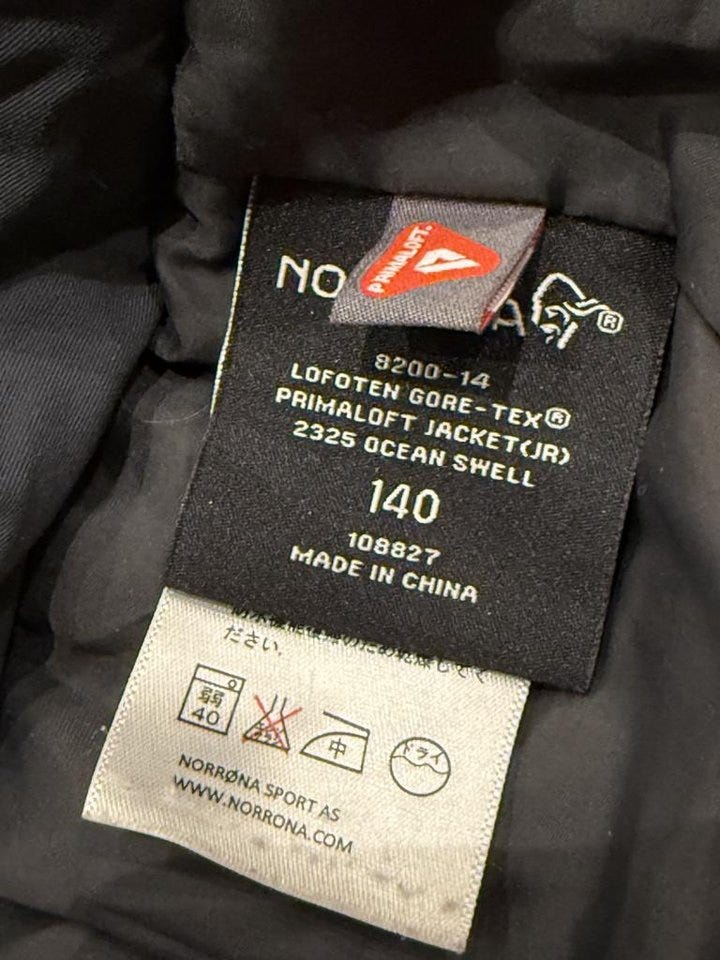 PRIMALOFT®
NO A®
8200-14
LOFOTEN GORE-TEX®
PRIMALOFT JACKET(JR)
2325 OCEAN SWELL
140
108827
MADE IN CHINA
ださい.
弱 40 中 ドライ
NORRØNA SPORT AS
WWW.NORRONA.COM